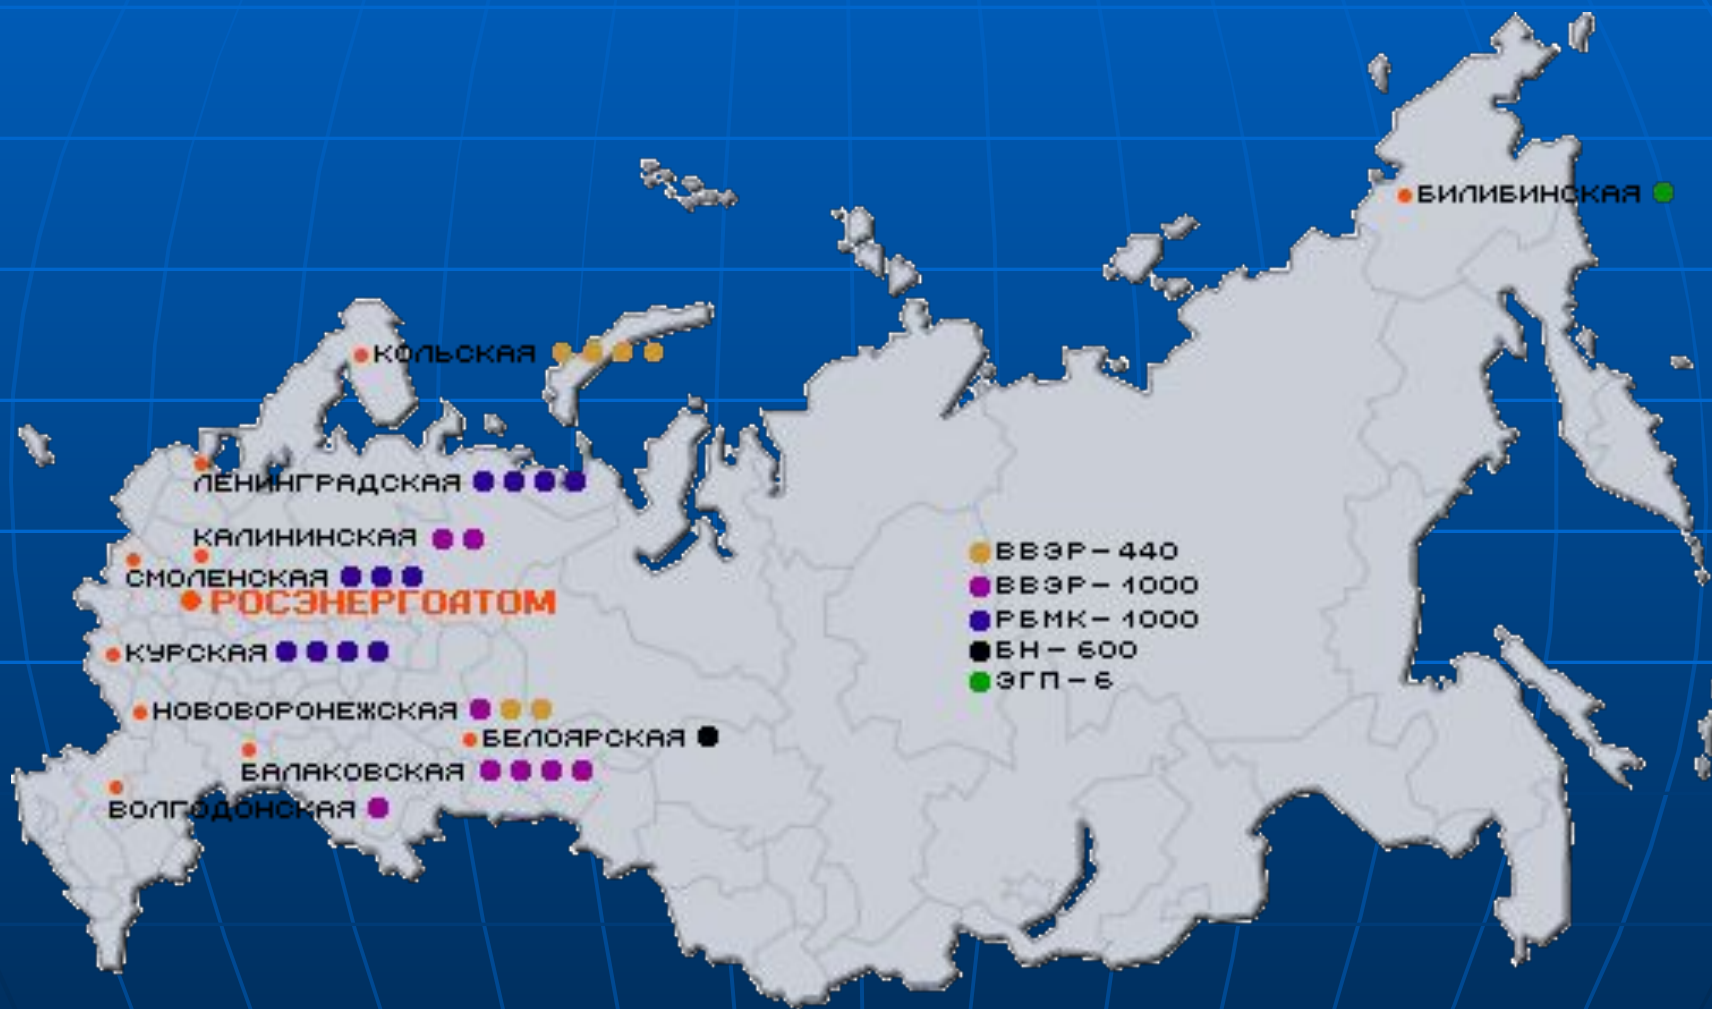 БИЛИБИНСКАЯ
КОЛЬСКАЯ
ЛЕНИНГРАДСКАЯ
КАЛИНИНСКАЯ
СМОЛЕНСКАЯ
РОСЭНЕРГОАТОМ
КУРСКАЯ
НОВОВОРОНЕЖСКАЯ
БЕЛОЯРСКАЯ
БАЛАКОВСКАЯ
ВОЛГОДОНСКАЯ
ВВЭР-440
ВВЭР-1000
РБМК-1000
БН-600
ЭГП-6